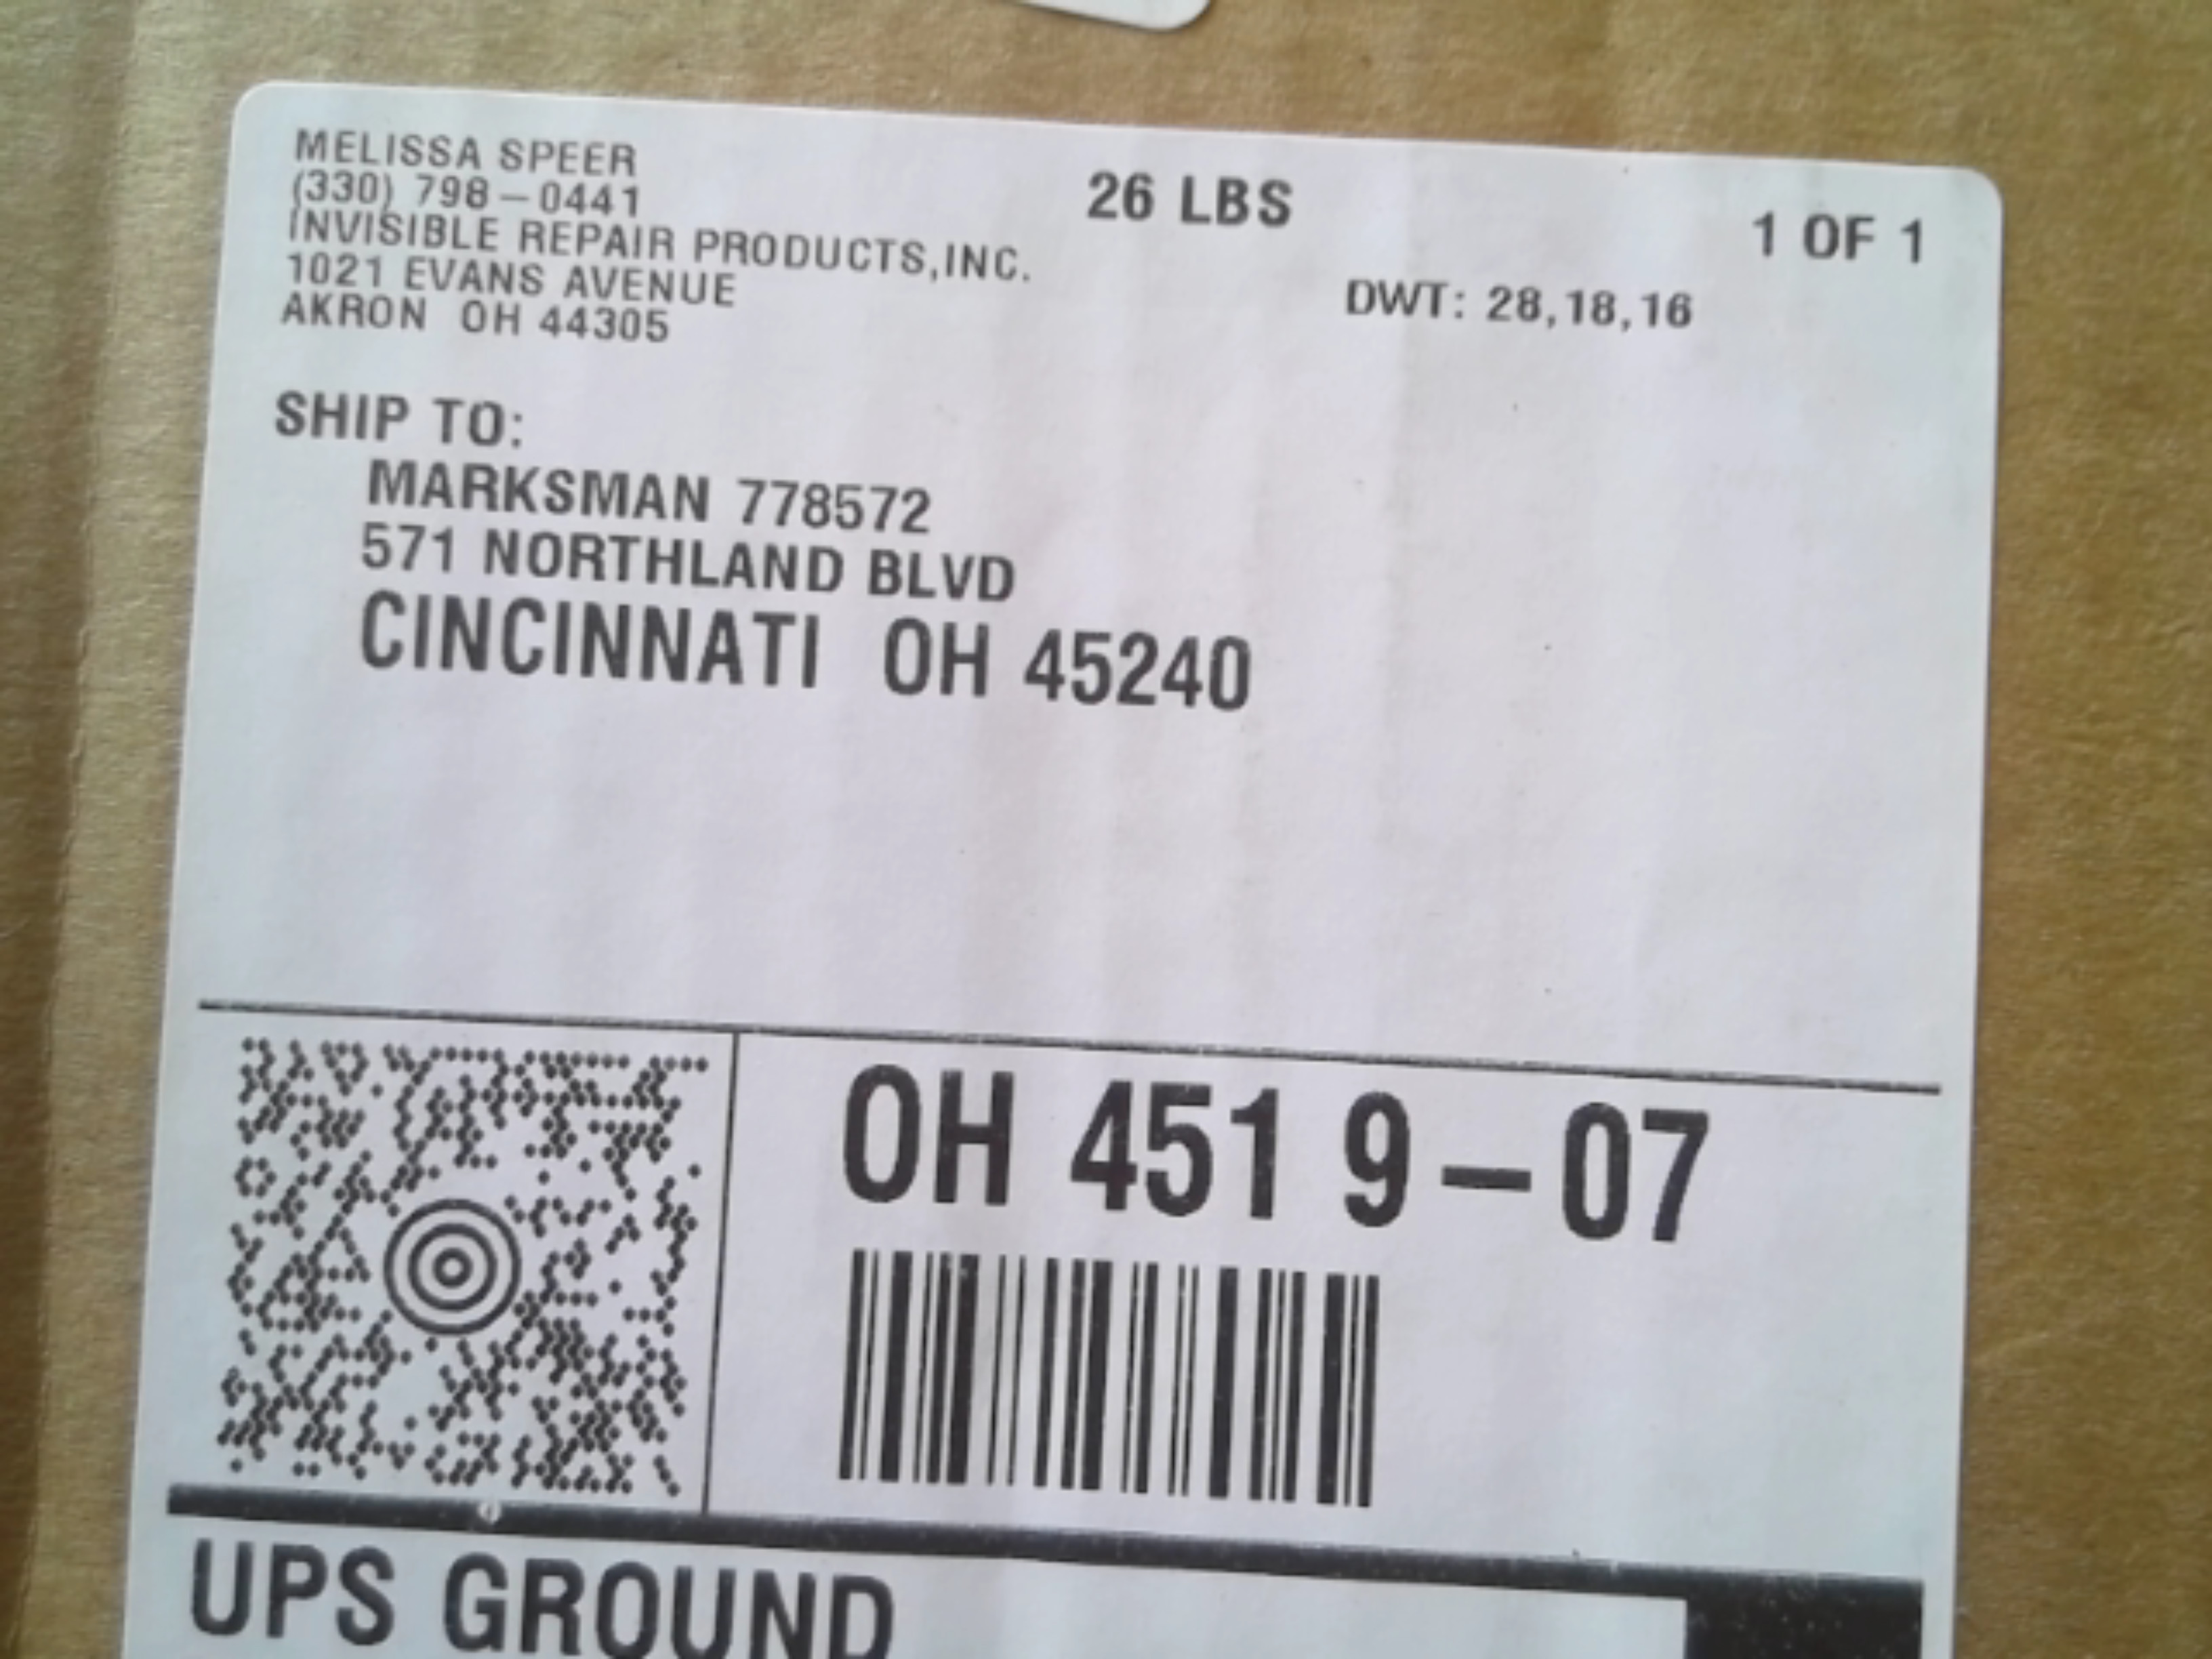 MELISSA SPEER
(330) 798-0441
INVISIBLE REPAIR PRODUCTS,INC.
1021 EVANS AVENUE
AKRON OH 44305
26 LBS
1 OF 1
DWT: 28,18,16
SHIP TO:
MARKSMAN 778572
571 NORTHLAND BLVD
CINCINNATI OH 45240
OH 451 9-07
UPS GROUND